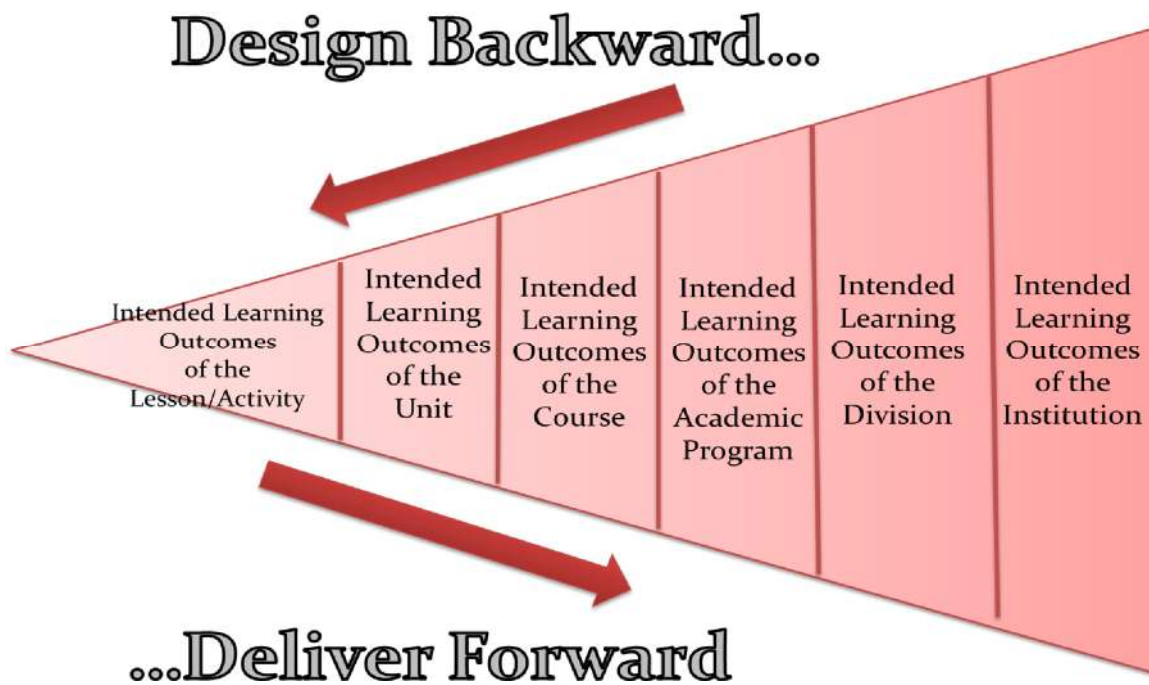 Design Backward...
Intended Learning
Outcomes
of the
Lesson/Activity
Intended
Learning
Outcomes
of the
Unit
Intended
Learning
Outcomes
of the
Course
Intended
Learning
Outcomes
of the
Academic
Program
Intended
Learning
Outcomes
of the
Division
Intended
Learning
Outcomes
of the
Institution
...Deliver Forward